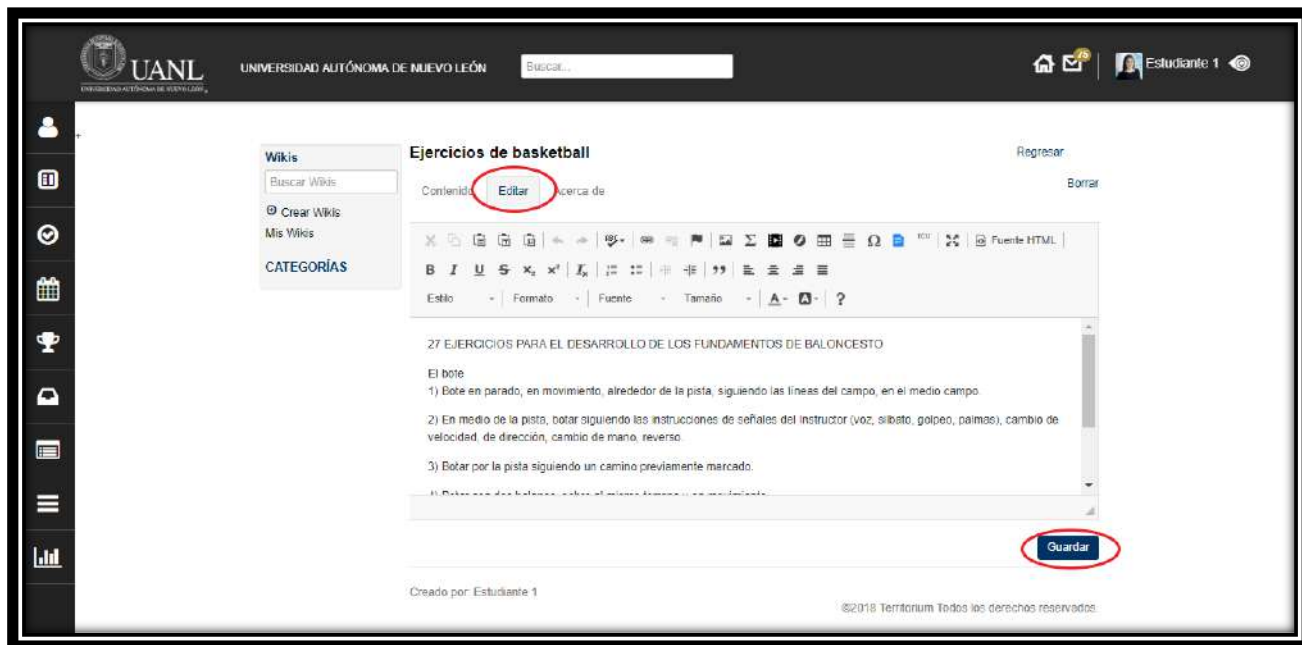 UANL
UNIVERSIDAD AUTÓNOMA DE NUEVO LEÓN
UNIVERSIDAD AUTÓNOMA DE NUEVO LEÓN
Buscar...
Estudiante 1
Wikis
Buscar Wikis
Crear Wikis
Mis Wikis
CATEGORÍAS
Ejercicios de basketball
Regresar
Contenido Editar Acerca de
Borrar
Fuente HTML
Estilo Formato Fuente Tamaño
27 EJERCICIOS PARA EL DESARROLLO DE LOS FUNDAMENTOS DE BALONCESTO
El bote
1) Bote en parado, en movimiento, alrededor de la pista, siguiendo las líneas del campo, en el medio campo.
2) En medio de la pista, botar siguiendo las instrucciones de señales del instructor (voz, silbato, golpeo, palmas), cambio de
velocidad, de dirección, cambio de mano, reverso.
3) Botar por la pista siguiendo un camino previamente marcado.
Guardar
Creado por: Estudiante 1
©2018 Territorium Todos los derechos reservados.